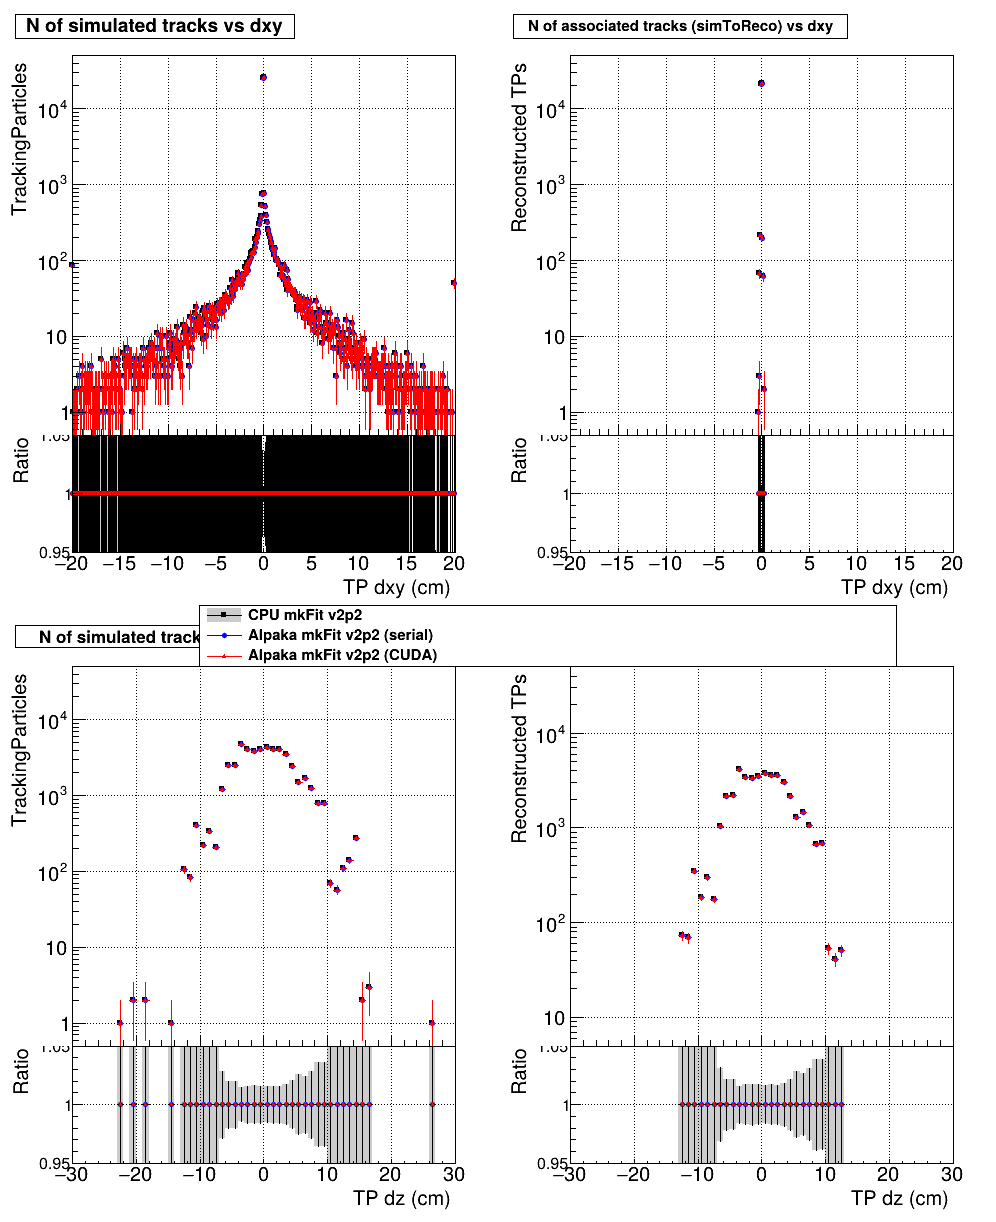 N of simulated tracks vs dxy
N of associated tracks (simToReco) vs dxy
TrackingParticles
10⁴
10³
10²
10
1
Ratio
1.05
1
0.95
−20 −15 −10 −5 0 5 10 15 20
TP dxy (cm)
Reconstructed TPs
10⁴
10³
10²
10
1
Ratio
1.05
1
0.95
−20 −15 −10 −5 0 5 10 15 20
TP dxy (cm)
CPU mkFit v2p2
Alpaka mkFit v2p2 (serial)
Alpaka mkFit v2p2 (CUDA)
N of simulated track
TrackingParticles
10⁴
10³
10²
10
1
Ratio
1.05
1
0.95
−30 −20 −10 0 10 20 30
TP dz (cm)
Reconstructed TPs
10⁴
10³
10²
10
Ratio
1.05
1
0.95
−30 −20 −10 0 10 20 30
TP dz (cm)